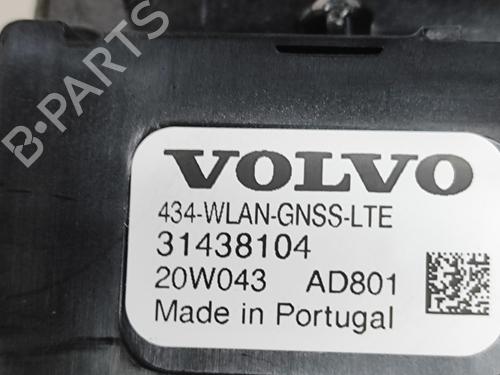 B-PARTS
VOLVO
434-WLAN-GNSS-LTE
31438104
20W043 AD801
Made in Portugal